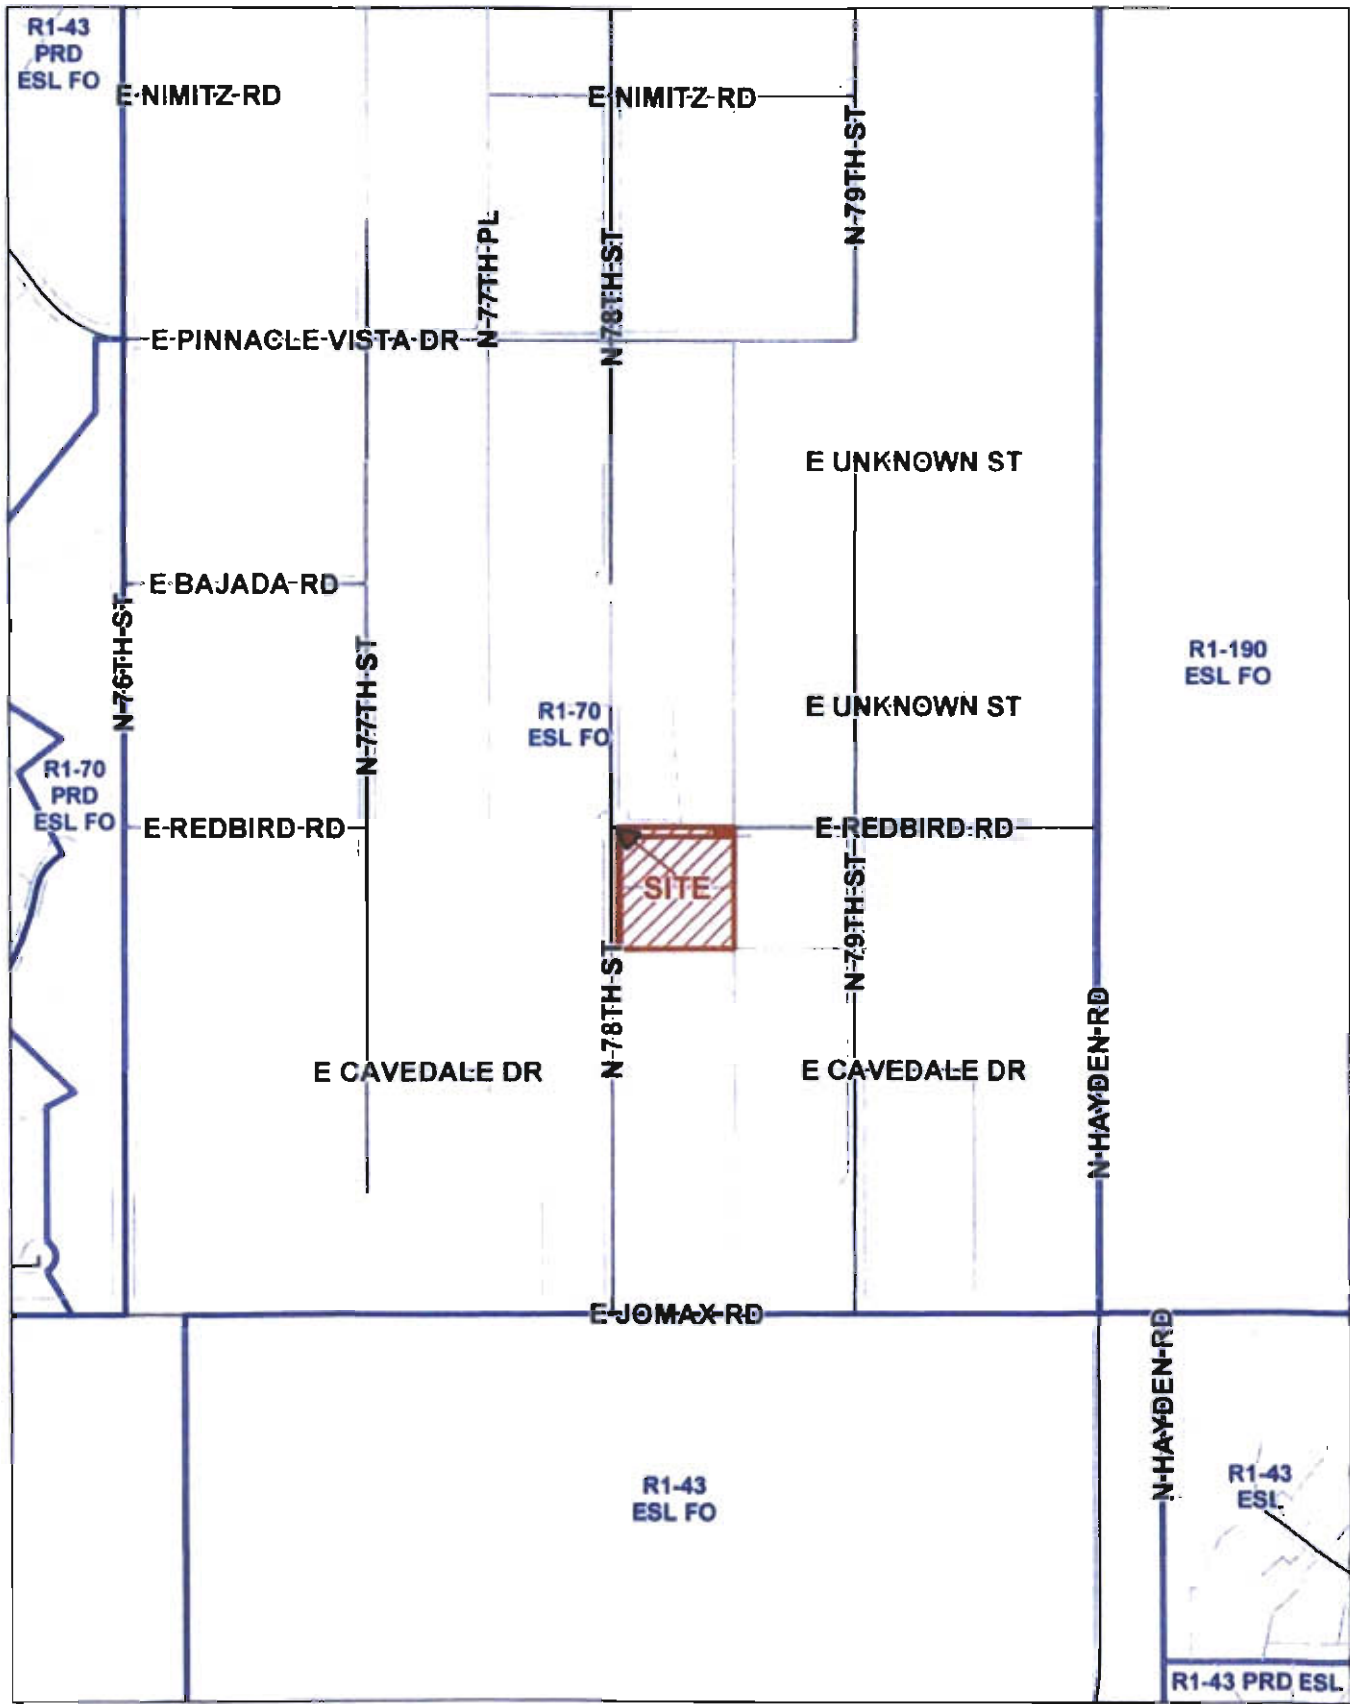 R1-43
PRD
ESL FO
E NIMITZ RD
E NIMITZ RD
N 79TH ST
N 77TH PL
N 78TH ST
E PINNACLE VISTA DR
E UNKNOWN ST
E BAJADA RD
N 76TH ST
N 77TH ST
R1-190
ESL FO
R1-70
ESL FO
E UNKNOWN ST
R1-70
PRD
ESL FO
E REDBIRD RD
E REDBIRD RD
SITE
N 79TH ST
N 78TH ST
N HAYDEN RD
E CAVEDALE DR
E CAVEDALE DR
E JOMAX RD
N HAYDEN RD
R1-43
ESL FO
R1-43
ESL
R1-43 PRD ESL